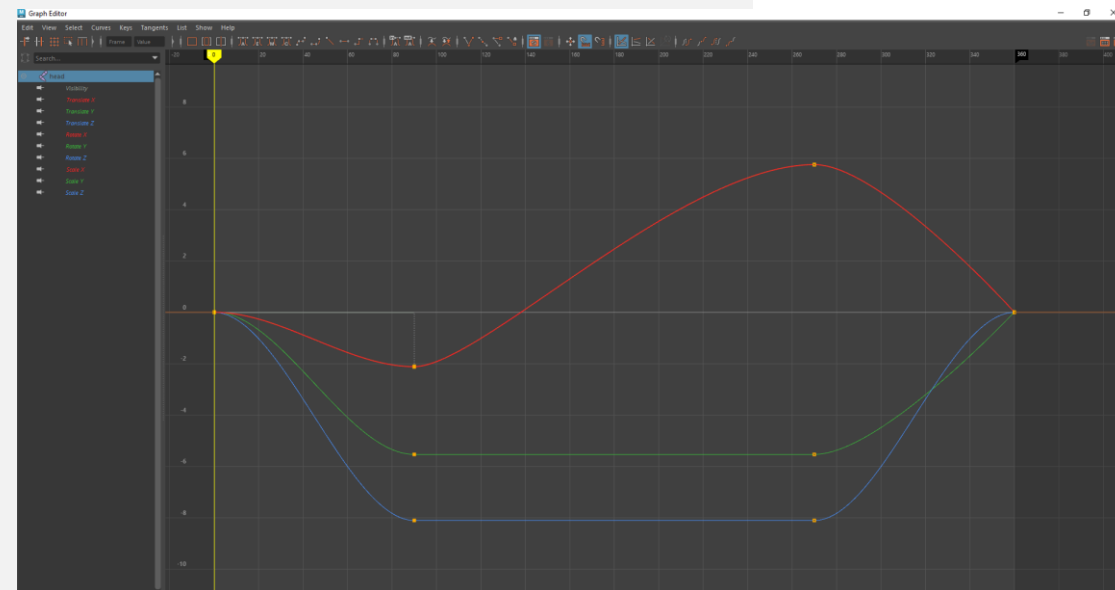 Graph Editor
Edit View Select Curves Keys Tangents List Show Help
Frame Value
Search...
-20 0 20 40 60 80 100 120 140 160 180 200 220 240 260 280 300 320 340 360 380 400
head
Visibility
Translate X
Translate Y
Translate Z
Rotate X
Rotate Y
Rotate Z
Scale X
Scale Y
Scale Z
8
6
4
2
0
-2
-4
-6
-8
-10